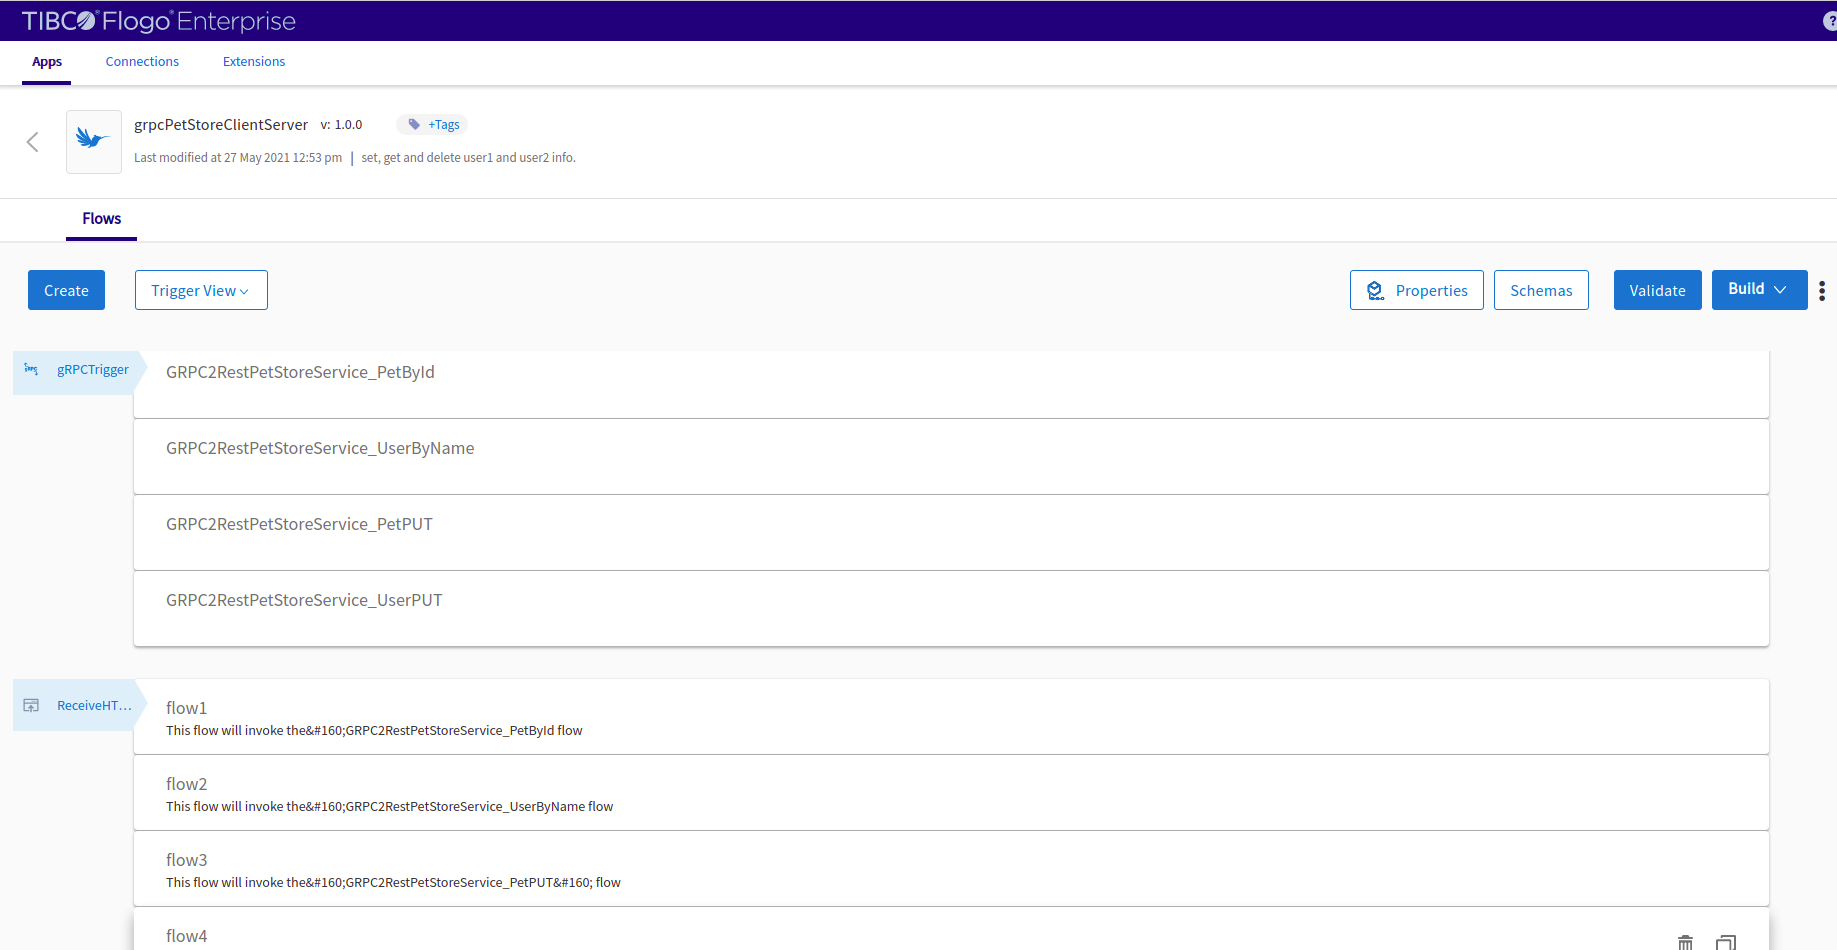 TIBCO® Flogo® Enterprise
?
Apps
Connections
Extensions
grpcPetStoreClientServer v: 1.0.0 +Tags
Last modified at 27 May 2021 12:53 pm | set, get and delete user1 and user2 info.
Flows
Create
Trigger View
Properties
Schemas
Validate
Build
gRPCTrigger
GRPC2RestPetStoreService_PetById
GRPC2RestPetStoreService_UserByName
GRPC2RestPetStoreService_PetPUT
GRPC2RestPetStoreService_UserPUT
ReceiveHT...
flow1
This flow will invoke the&#160;GRPC2RestPetStoreService_PetById flow
flow2
This flow will invoke the&#160;GRPC2RestPetStoreService_UserByName flow
flow3
This flow will invoke the&#160;GRPC2RestPetStoreService_PetPUT&#160; flow
flow4